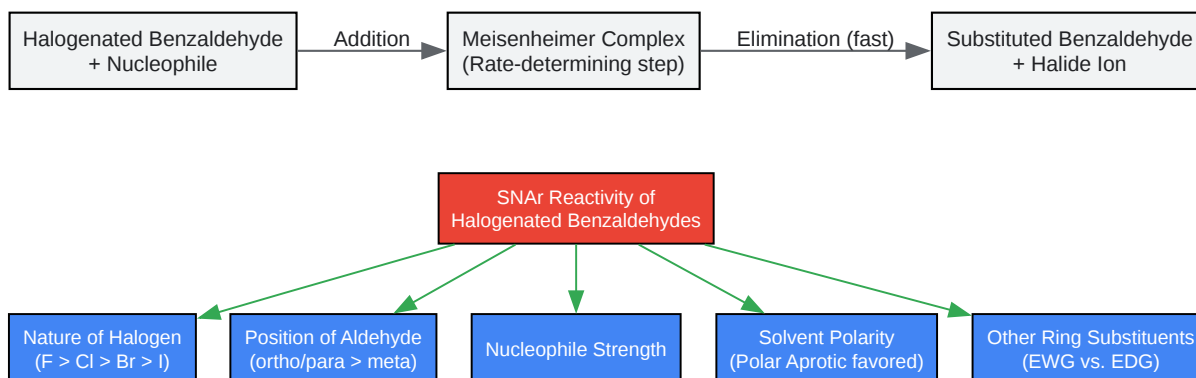 Halogenated Benzaldehyde
+ Nucleophile
Addition
Meisenheimer Complex
(Rate-determining step)
Elimination (fast)
Substituted Benzaldehyde
+ Halide Ion
SNAr Reactivity of
Halogenated Benzaldehydes
Nature of Halogen
(F > Cl > Br > I)
Position of Aldehyde
(ortho/para > meta)
Nucleophile Strength
Solvent Polarity
(Polar Aprotic favored)
Other Ring Substituents
(EWG vs. EDG)